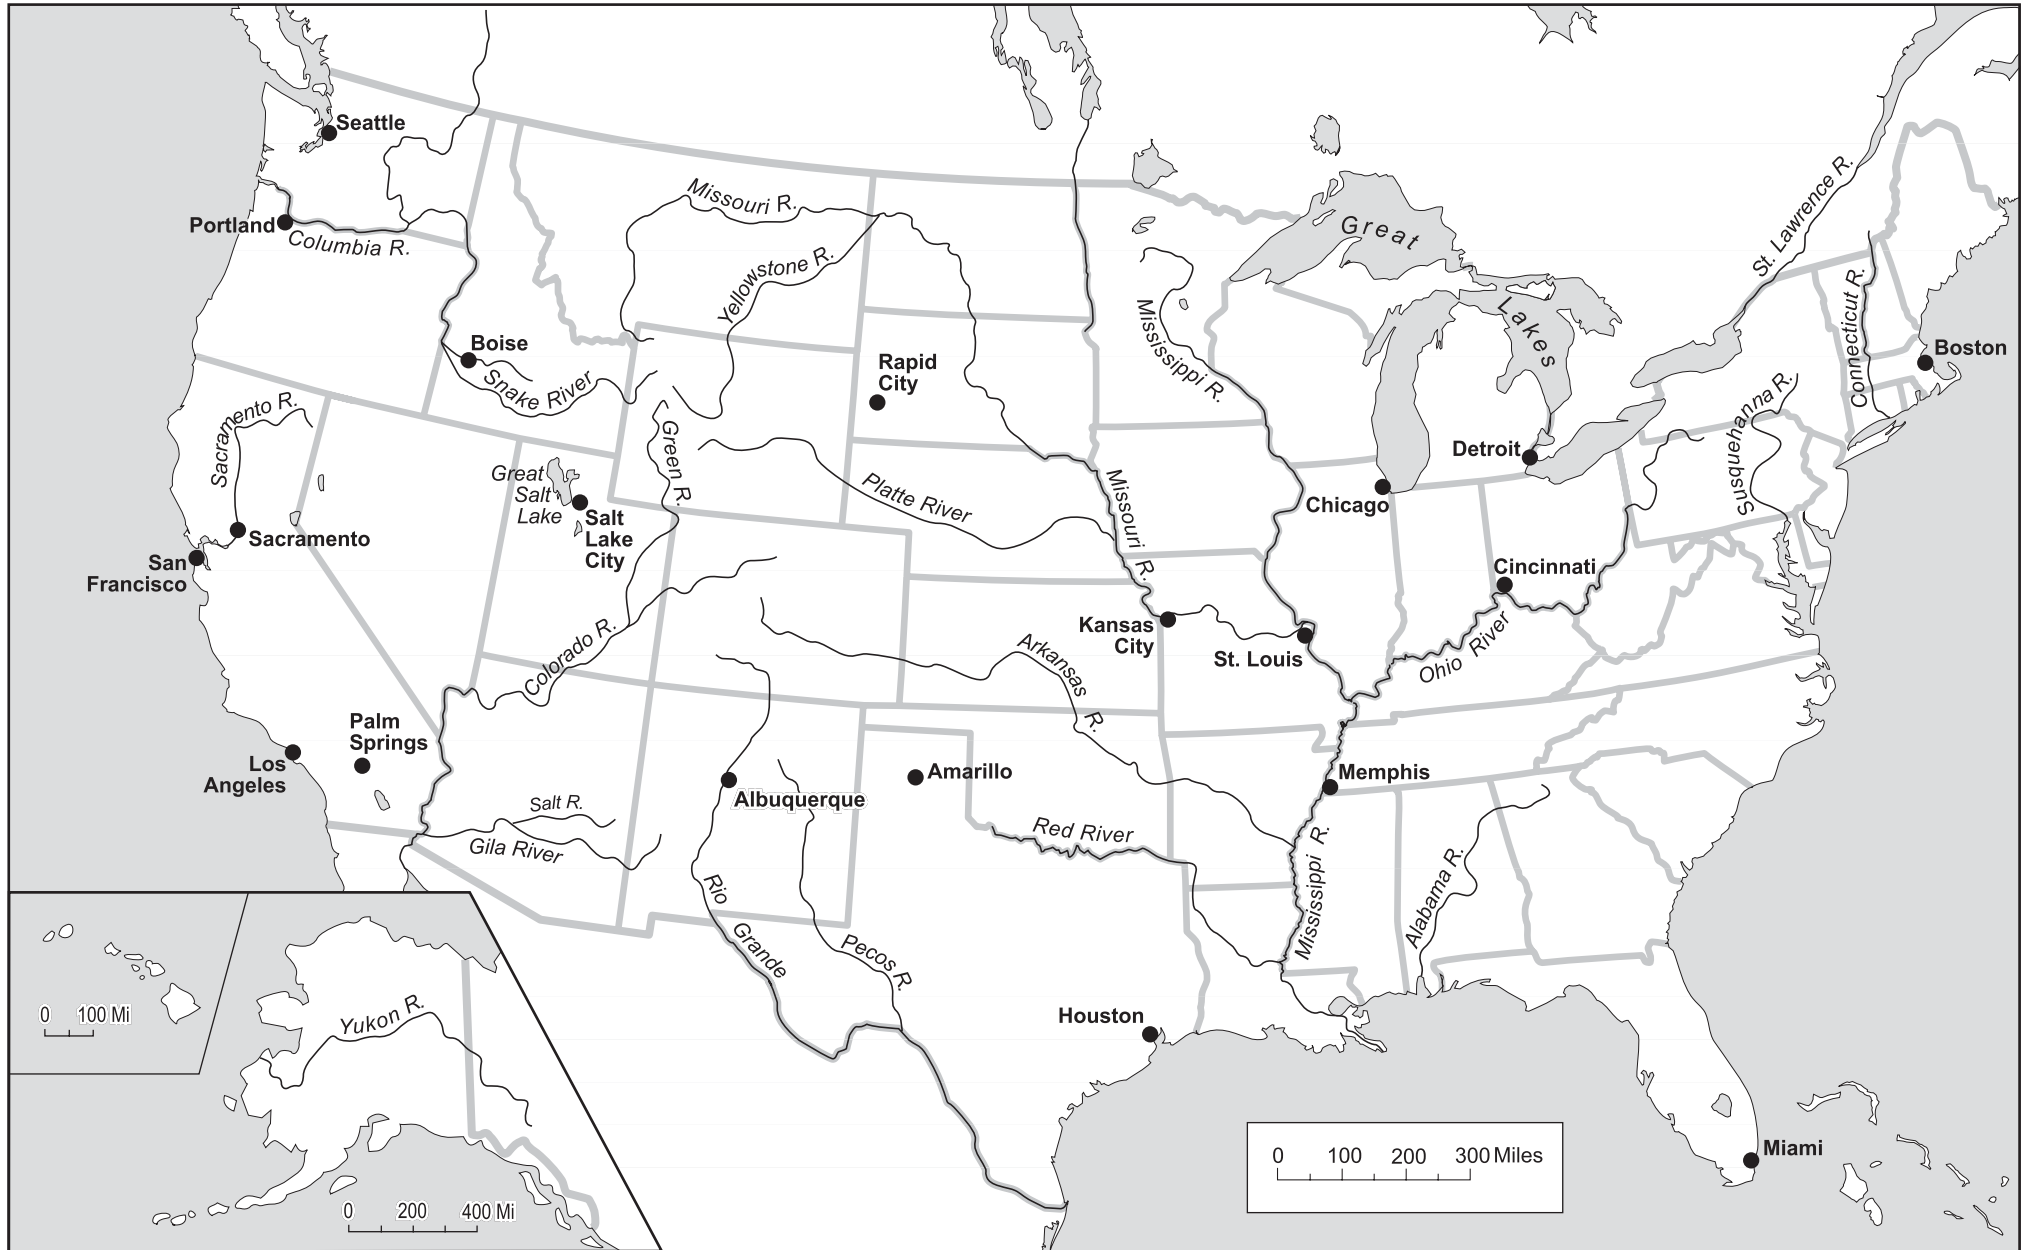 Seattle
Portland
Columbia R.
Missouri R.
Yellowstone R.
Great
Lakes
St. Lawrence R.
Connecticut R.
Boston
Boise
Snake River
Rapid
City
Mississippi R.
Sacramento R.
Green R.
Great
Salt
Lake
Salt
Lake
City
Platte River
Missouri R.
Detroit
Chicago
Susquehanna R.
Sacramento
San
Francisco
Cincinnati
Kansas
City
St. Louis
Ohio River
Colorado R.
Arkansas R.
Palm
Springs
Los
Angeles
Albuquerque
Amarillo
Memphis
Salt R.
Gila River
Red River
Mississippi R.
Alabama R.
Rio Grande
Pecos R.
Houston
Miami
0 100 Mi
Yukon R.
0 200 400 Mi
0 100 200 300 Miles